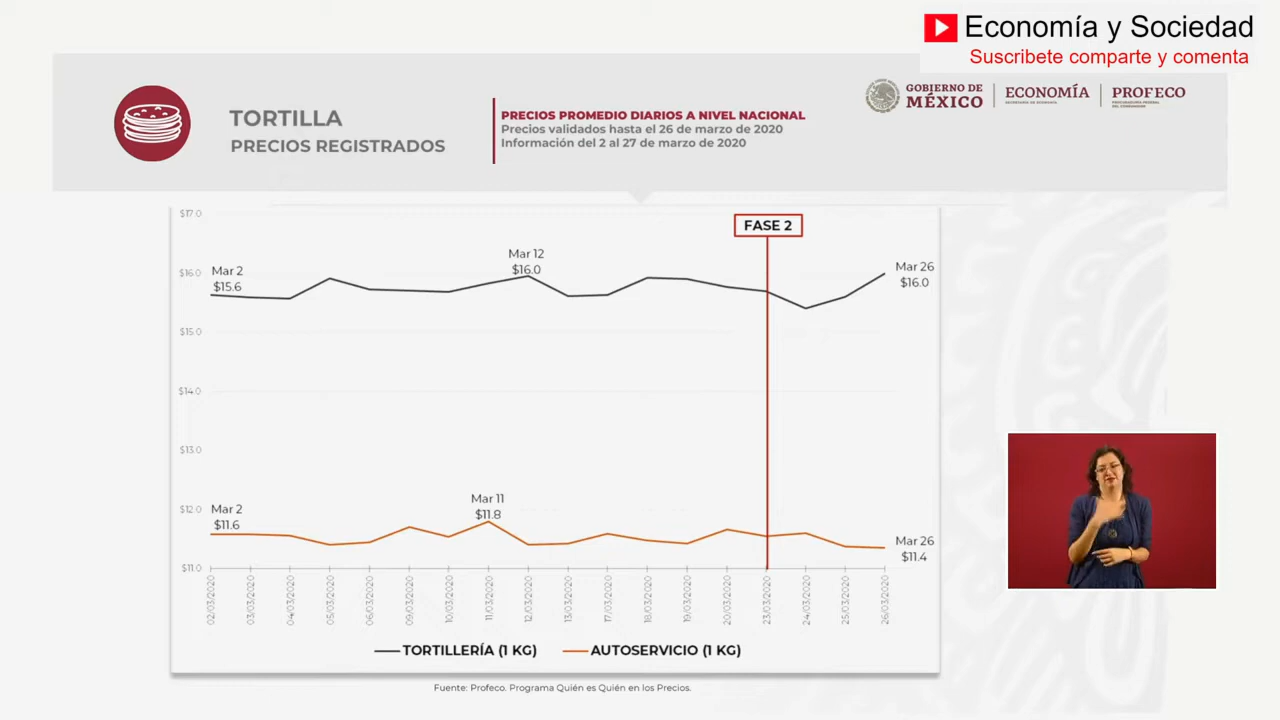 Economía y Sociedad
Suscribete comparte y comenta
TORTILLA
PRECIOS REGISTRADOS
PRECIOS PROMEDIO DIARIOS A NIVEL NACIONAL
Precios validados hasta el 26 de marzo de 2020
Información del 2 al 27 de marzo de 2020
GOBIERNO DE
MÉXICO
ECONOMÍA
SECRETARÍA DE ECONOMÍA
PROFECO
PROCURADURÍA FEDERAL
DEL CONSUMIDOR
$17.0
$16.0
$15.0
$14.0
$13.0
$12.0
$11.0
FASE 2
Mar 2
$15.6
Mar 12
$16.0
Mar 26
$16.0
Mar 2
$11.6
Mar 11
$11.8
Mar 26
$11.4
02/03/2020
03/03/2020
04/03/2020
05/03/2020
06/03/2020
09/03/2020
10/03/2020
11/03/2020
12/03/2020
13/03/2020
17/03/2020
18/03/2020
19/03/2020
20/03/2020
23/03/2020
24/03/2020
25/03/2020
26/03/2020
TORTILLERÍA (1 KG)
AUTOSERVICIO (1 KG)
Fuente: Profeco. Programa Quién es Quién en los Precios.